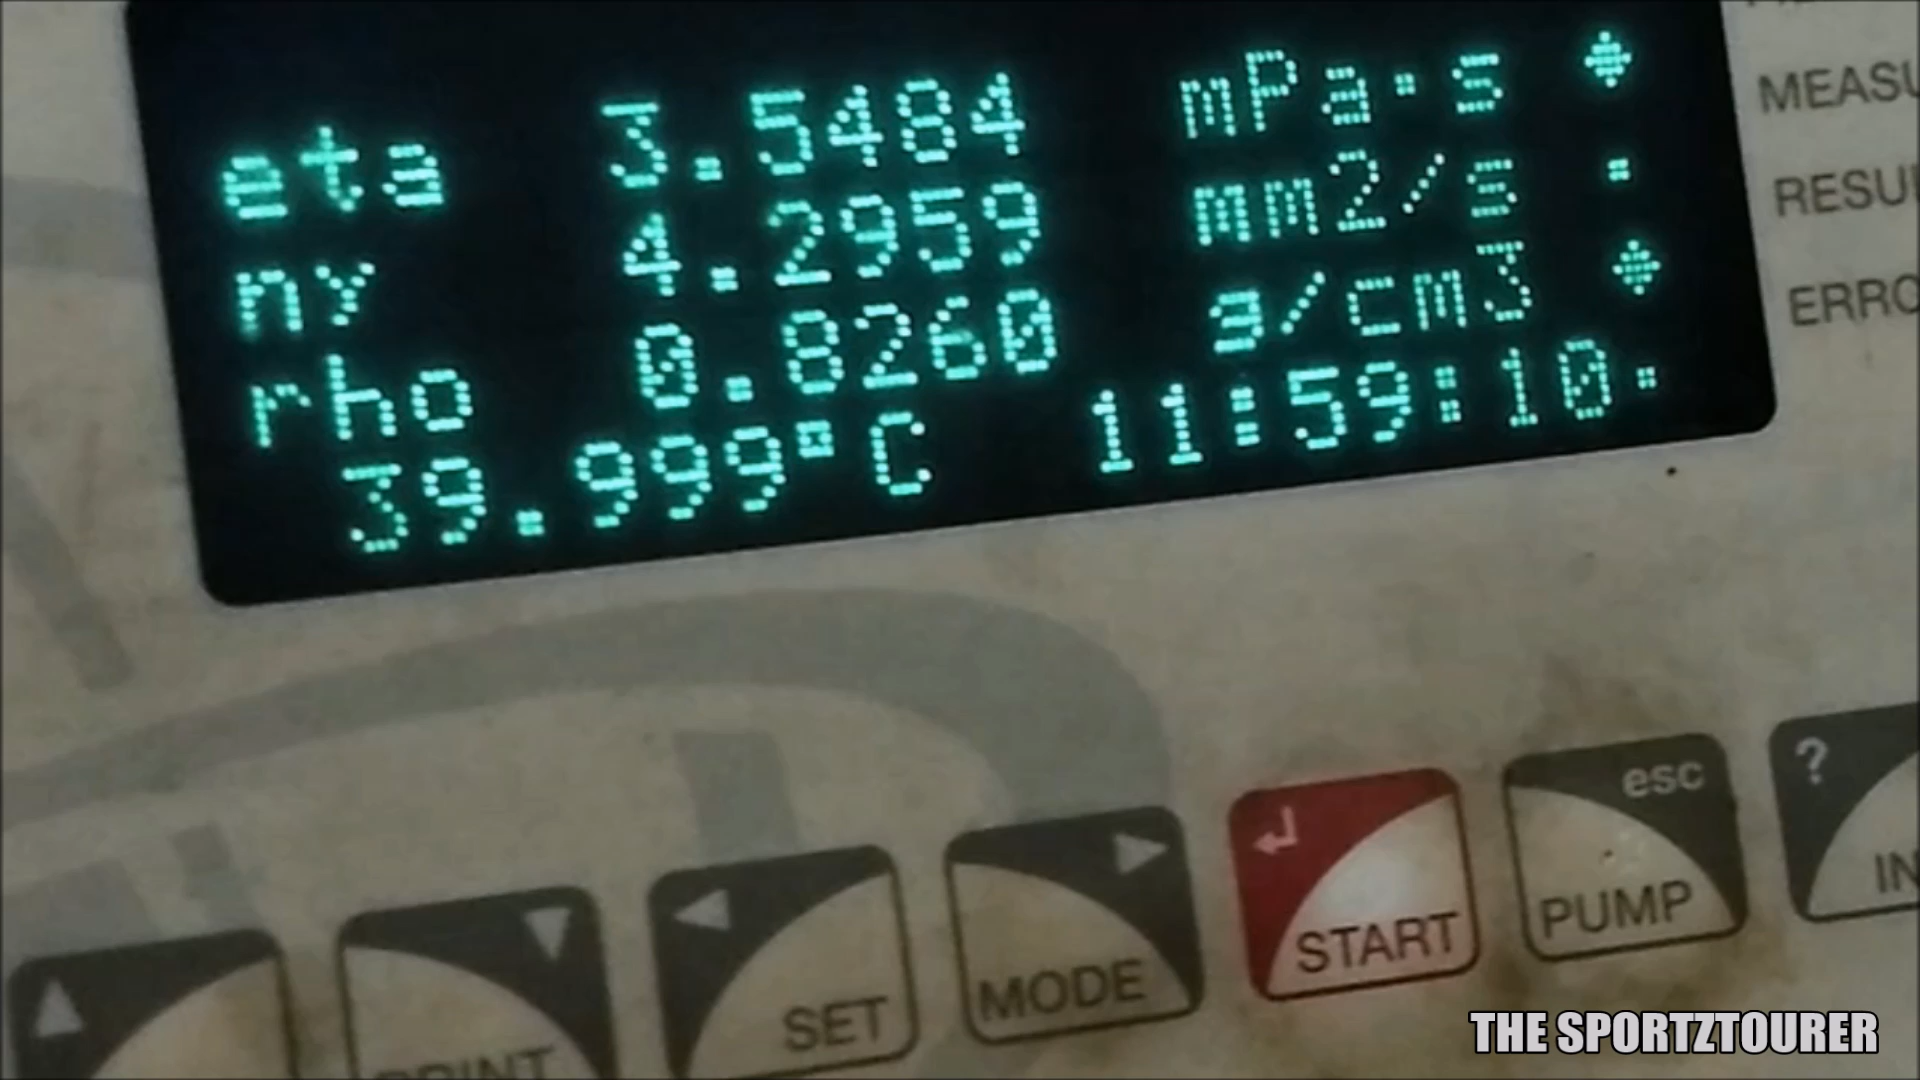 eta 3.5484 mPa·s
ny 4.2959 mm2/s
rho 0.8260 g/cm3
39.999°C 11:59:10
MEASU
RESUL
ERRO
esc
?
START
PUMP
IN
SET
MODE
PRINT
THE SPORTZTOURER